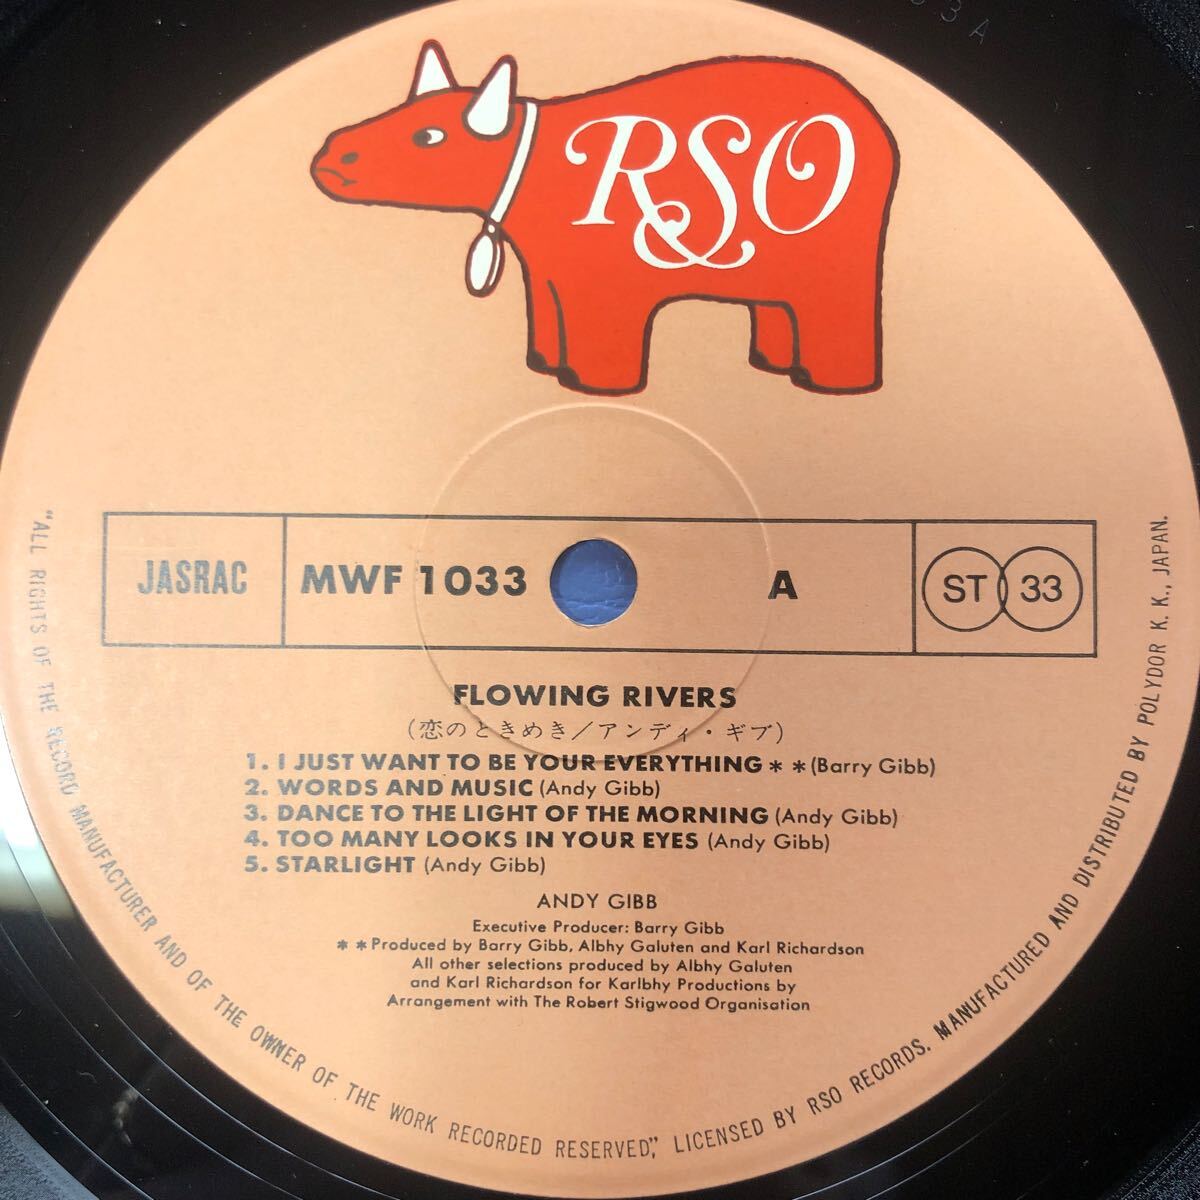 33A
RSO
JASRAC MWF 1033 A ST 33
FLOWING RIVERS
(恋のときめき/アンディ・ギブ)
1. I JUST WANT TO BE YOUR EVERYTHING ** (Barry Gibb)
2. WORDS AND MUSIC (Andy Gibb)
3. DANCE TO THE LIGHT OF THE MORNING (Andy Gibb)
4. TOO MANY LOOKS IN YOUR EYES (Andy Gibb)
5. STARLIGHT (Andy Gibb)
ANDY GIBB
Executive Producer: Barry Gibb
**Produced by Barry Gibb, Albhy Galuten and Karl Richardson
All other selections produced by Albhy Galuten
and Karl Richardson for Karlbhy Productions by
Arrangement with The Robert Stigwood Organisation
"ALL RIGHTS OF THE RECORD MANUFACTURER AND OF THE OWNER OF THE WORK RECORDED RESERVED," LICENSED BY RSO RECORDS. MANUFACTURED AND DISTRIBUTED BY POLYDOR K. K., JAPAN.